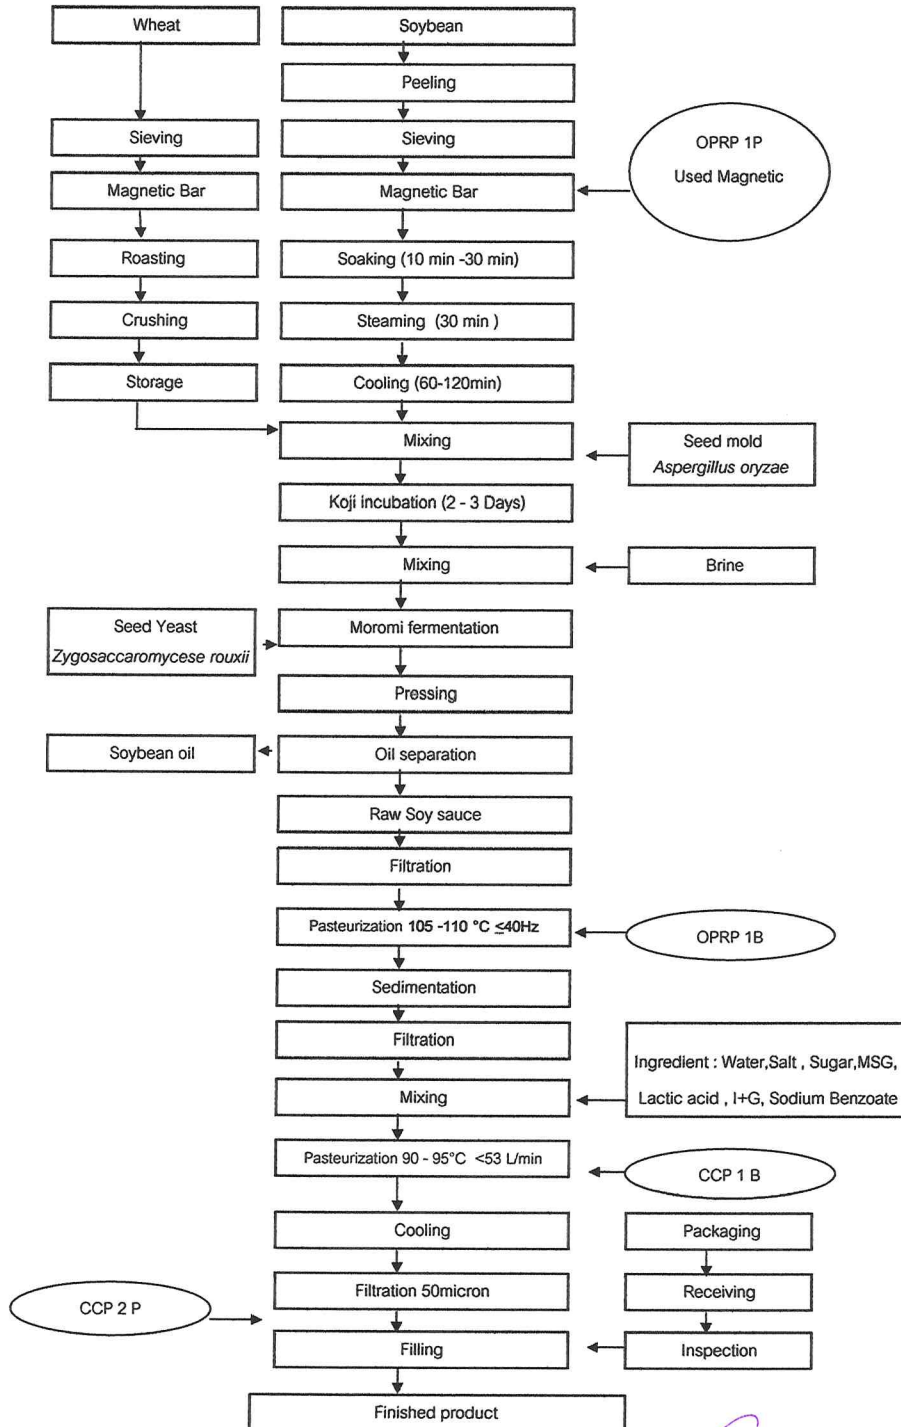 Wheat
Soybean
Peeling
Sieving
Sieving
OPRP 1P
Used Magnetic
Magnetic Bar
Magnetic Bar
Roasting
Soaking (10 min -30 min)
Crushing
Steaming (30 min )
Storage
Cooling (60-120min)
Mixing
Seed mold
Aspergillus oryzae
Koji incubation (2 - 3 Days)
Mixing
Brine
Seed Yeast
Zygosaccaromycese rouxii
Moromi fermentation
Pressing
Soybean oil
Oil separation
Raw Soy sauce
Filtration
Pasteurization 105 -110 °C ≤40Hz
OPRP 1B
Sedimentation
Filtration
Ingredient : Water,Salt , Sugar,MSG,
Lactic acid , I+G, Sodium Benzoate
Mixing
Pasteurization 90 - 95°C <53 L/min
CCP 1 B
Cooling
Packaging
Filtration 50micron
Receiving
CCP 2 P
Filling
Inspection
Finished product